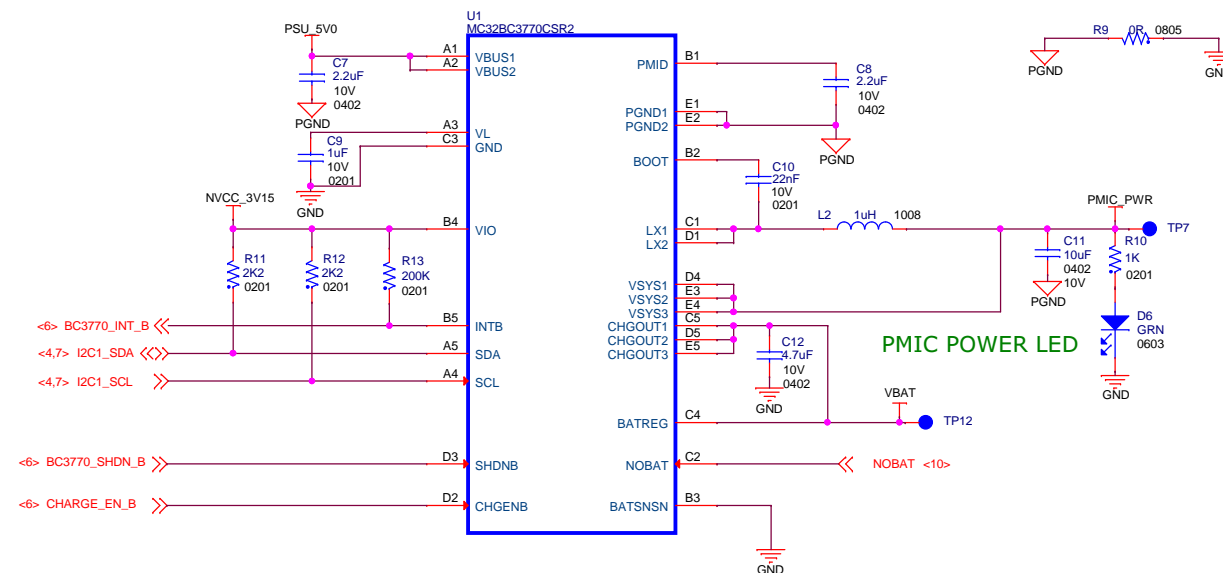 U1
MC32BC3770CSR2
PSU_5V0
A1
VBUS1
A2
VBUS2
C7
2.2uF
10V
0402
PGND
A3
VL
C3
GND
C9
1uF
10V
0201
GND
NVCC_3V15
B4
VIO
R11
2K2
0201
R12
2K2
0201
R13
200K
0201
<6> BC3770_INT_B
B5
INTB
<4,7> I2C1_SDA
A5
SDA
<4,7> I2C1_SCL
A4
SCL
<6> BC3770_SHDN_B
D3
SHDNB
<6> CHARGE_EN_B
D2
CHGENB
PMID
B1
C8
2.2uF
10V
0402
PGND1
E1
PGND2
E2
PGND
BOOT
B2
C10
22nF
10V
0201
LX1
C1
LX2
D1
L2
1uH
1008
VSYS1
D4
VSYS2
E3
VSYS3
E4
CHGOUT1
C5
CHGOUT2
D5
CHGOUT3
E5
C12
4.7uF
10V
0402
GND
BATREG
C4
VBAT
TP12
NOBAT
C2
NOBAT <10>
BATSNSN
B3
GND
R9
0R
0805
PGND
GN
PMIC_PWR
TP7
C11
10uF
0402
10V
PGND
R10
1K
0201
D6
GRN
0603
GND
PMIC POWER LED